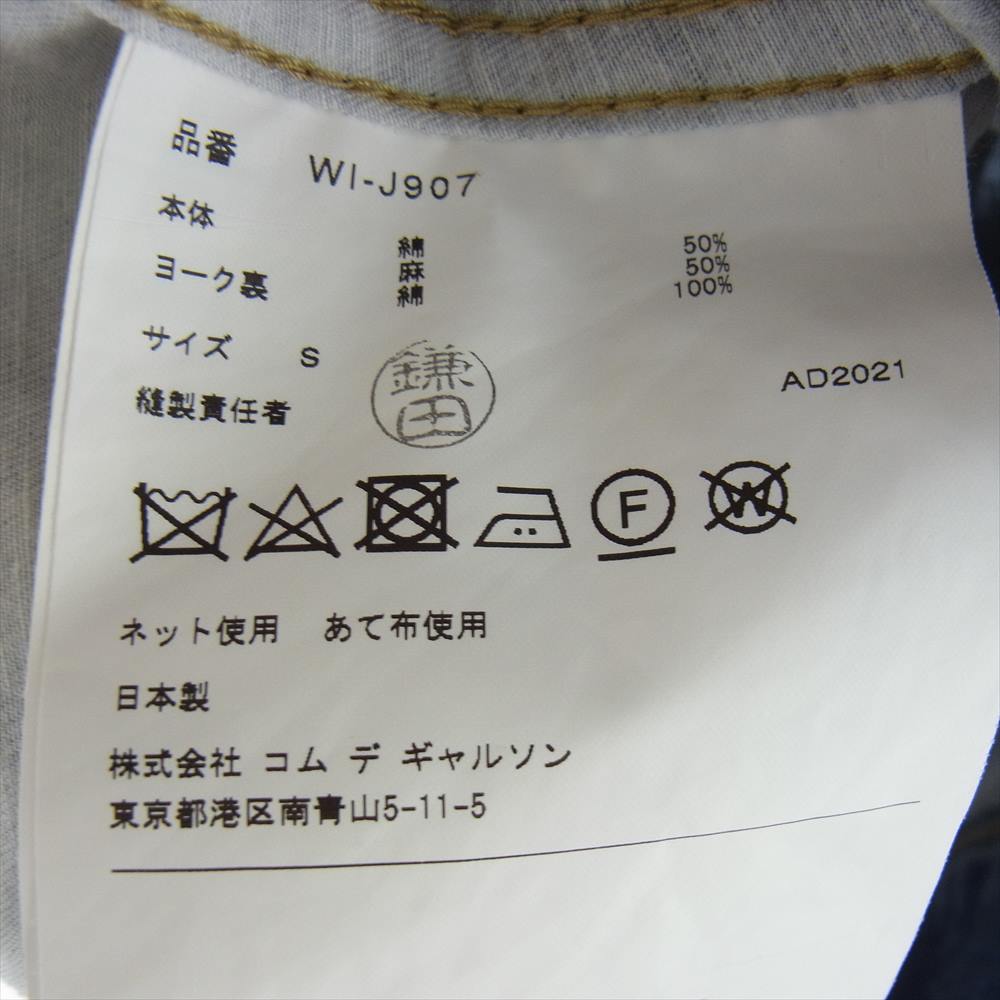 品番 WI-J907
本体 綿 50%
麻 50%
ヨーク裏 綿 100%
サイズ S
縫製責任者 鎌田
AD2021
F W
ネット使用 あて布使用
日本製
株式会社 コム デ ギャルソン
東京都港区南青山5-11-5